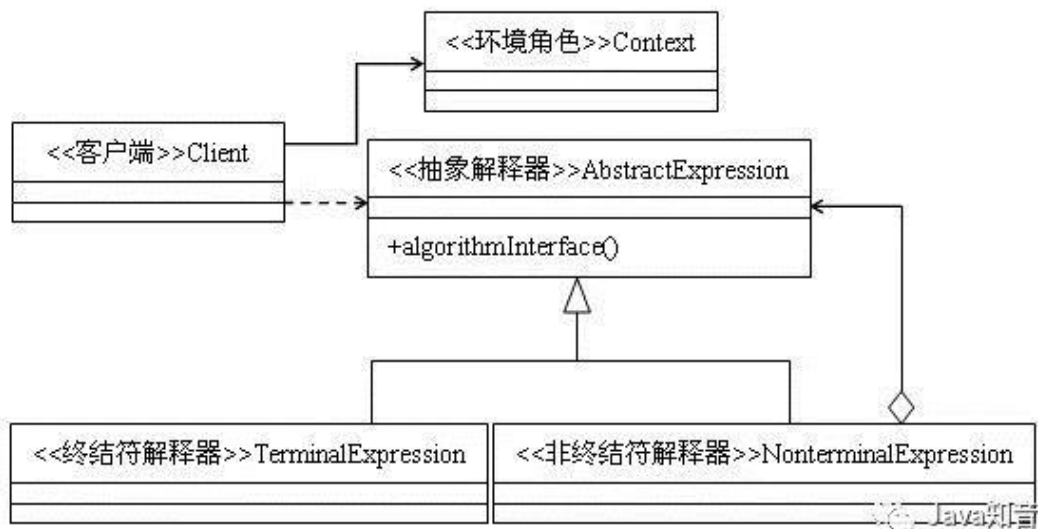 <<环境角色>>Context
<<客户端>>Client
<<抽象解释器>>AbstractExpression
+algorithmInterface()
<<终结符解释器>>TerminalExpression
<<非终结符解释器>>NonterminalExpression
Java知音